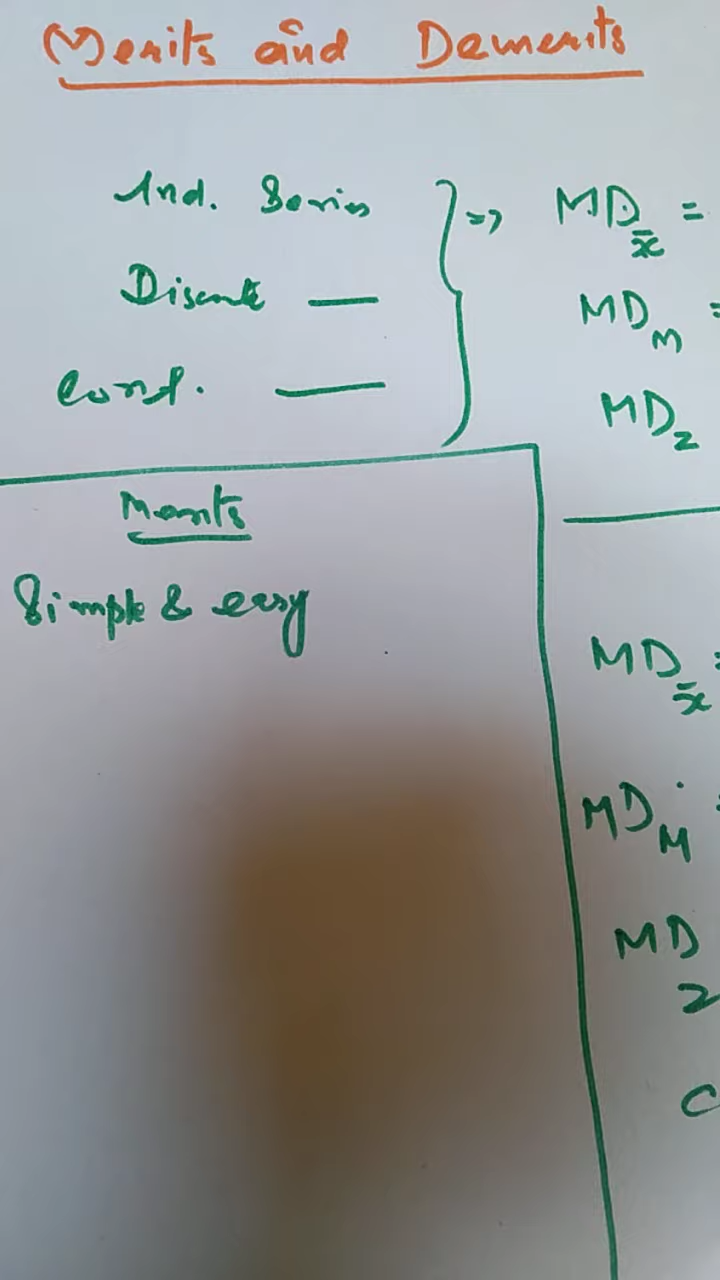 Merits and Demerits
Ind. Series } => MD x̄ =
Discrete — MD M =
Cont. — MD z
Merits
Simple & easy
MD x̄ =
MD M =
MD z
C